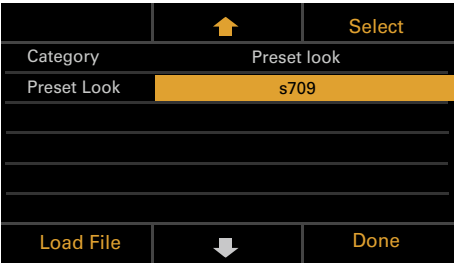 Select
Category Preset look
Preset Look s709
Load File Done